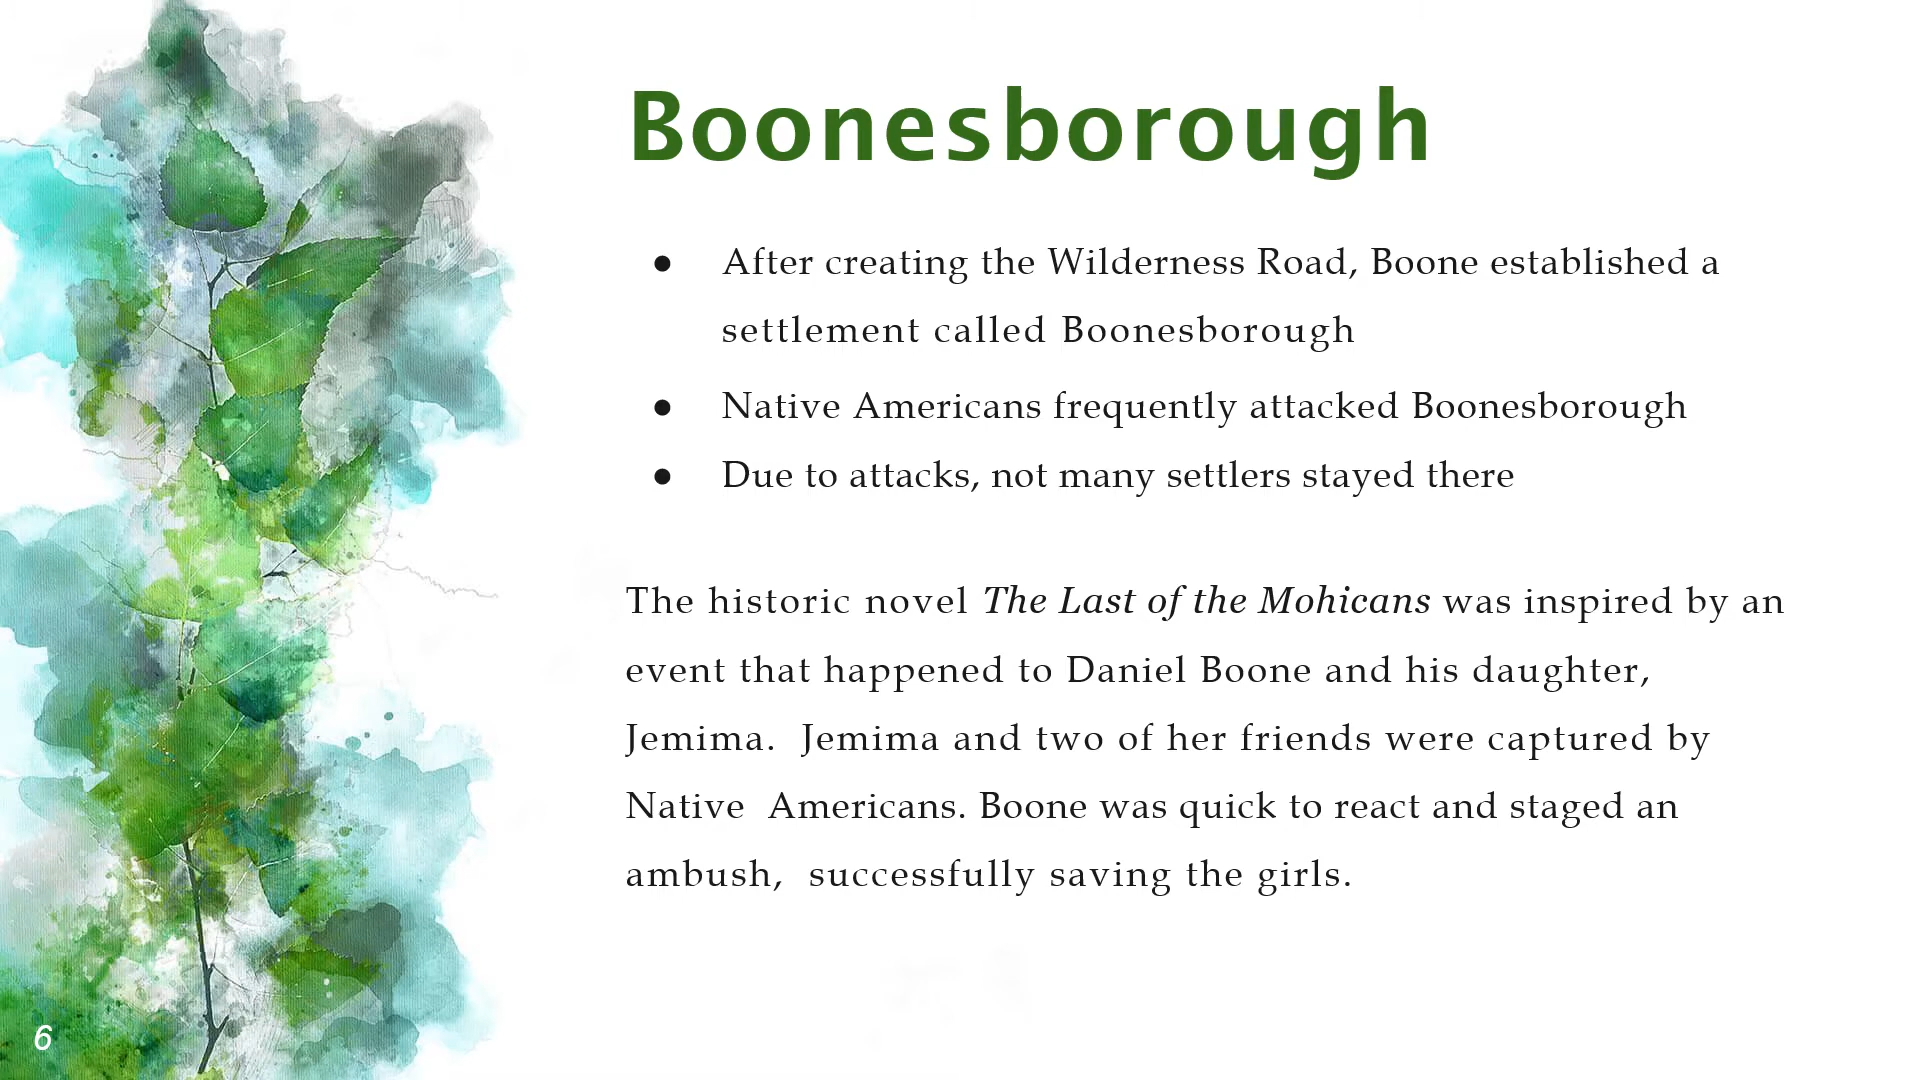 Boonesborough
● After creating the Wilderness Road, Boone established a
settlement called Boonesborough
● Native Americans frequently attacked Boonesborough
● Due to attacks, not many settlers stayed there
The historic novel The Last of the Mohicans was inspired by an
event that happened to Daniel Boone and his daughter,
Jemima.  Jemima and two of her friends were captured by
Native  Americans. Boone was quick to react and staged an
ambush,  successfully saving the girls.
6